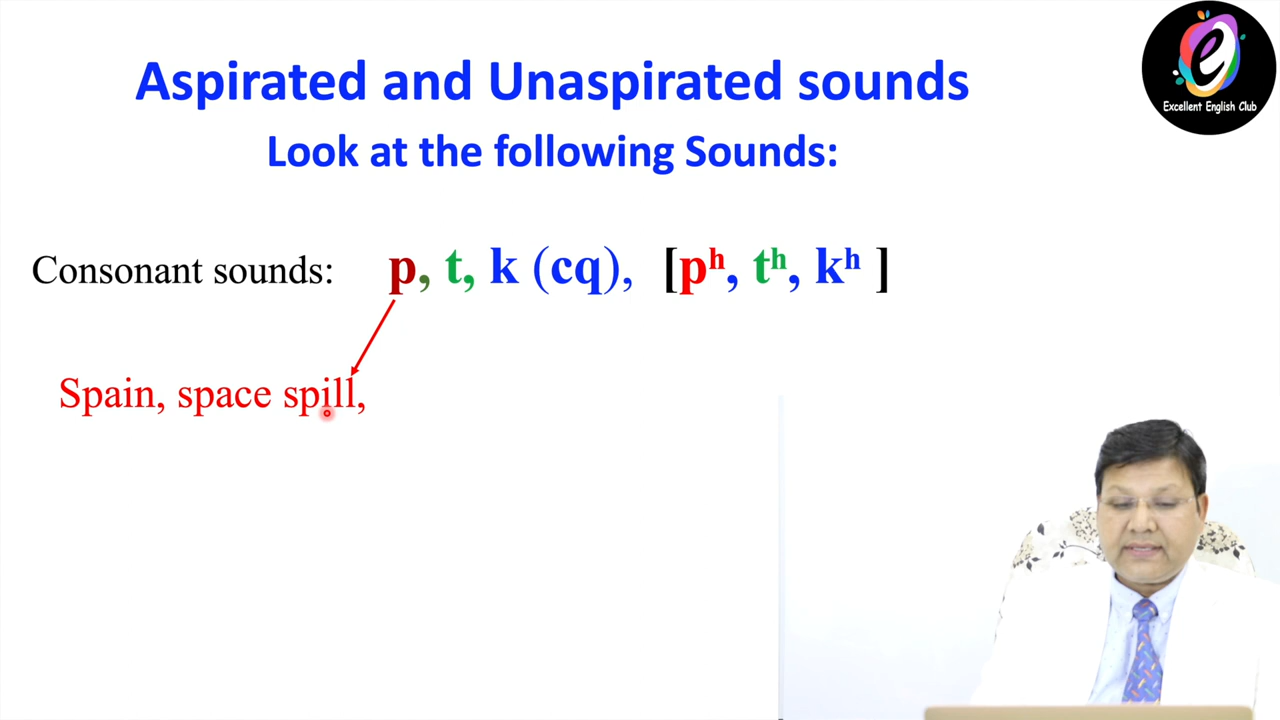 Aspirated and Unaspirated sounds
Look at the following Sounds:
Excellent English Club
Consonant sounds: p, t, k (cq), [pʰ, tʰ, kʰ ]
Spain, space spill,